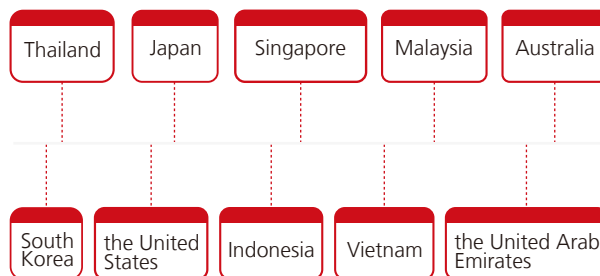 Thailand
Japan
Singapore
Malaysia
Australia
South
Korea
the United
States
Indonesia
Vietnam
the United Arab
Emirates